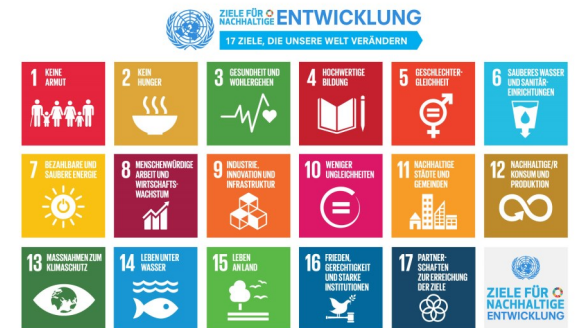 ZIELE FÜR
NACHHALTIGE ENTWICKLUNG
17 ZIELE, DIE UNSERE WELT VERÄNDERN
1 KEINE
ARMUT
2 KEIN
HUNGER
3 GESUNDHEIT UND
WOHLERGEHEN
4 HOCHWERTIGE
BILDUNG
5 GESCHLECHTER-
GLEICHHEIT
6 SAUBERES WASSER
UND SANITÄR-
EINRICHTUNGEN
7 BEZAHLBARE UND
SAUBERE ENERGIE
8 MENSCHENWÜRDIGE
ARBEIT UND
WIRTSCHAFTS-
WACHSTUM
9 INDUSTRIE,
INNOVATION UND
INFRASTRUKTUR
10 WENIGER
UNGLEICHHEITEN
11 NACHHALTIGE
STÄDTE UND
GEMEINDEN
12 NACHHALTIGE/R
KONSUM UND
PRODUKTION
13 MASSNAHMEN ZUM
KLIMASCHUTZ
14 LEBEN UNTER
WASSER
15 LEBEN
AN LAND
16 FRIEDEN,
GERECHTIGKEIT
UND STARKE
INSTITUTIONEN
17 PARTNER-
SCHAFTEN
ZUR ERREICHUNG
DER ZIELE
ZIELE FÜR
NACHHALTIGE
ENTWICKLUNG